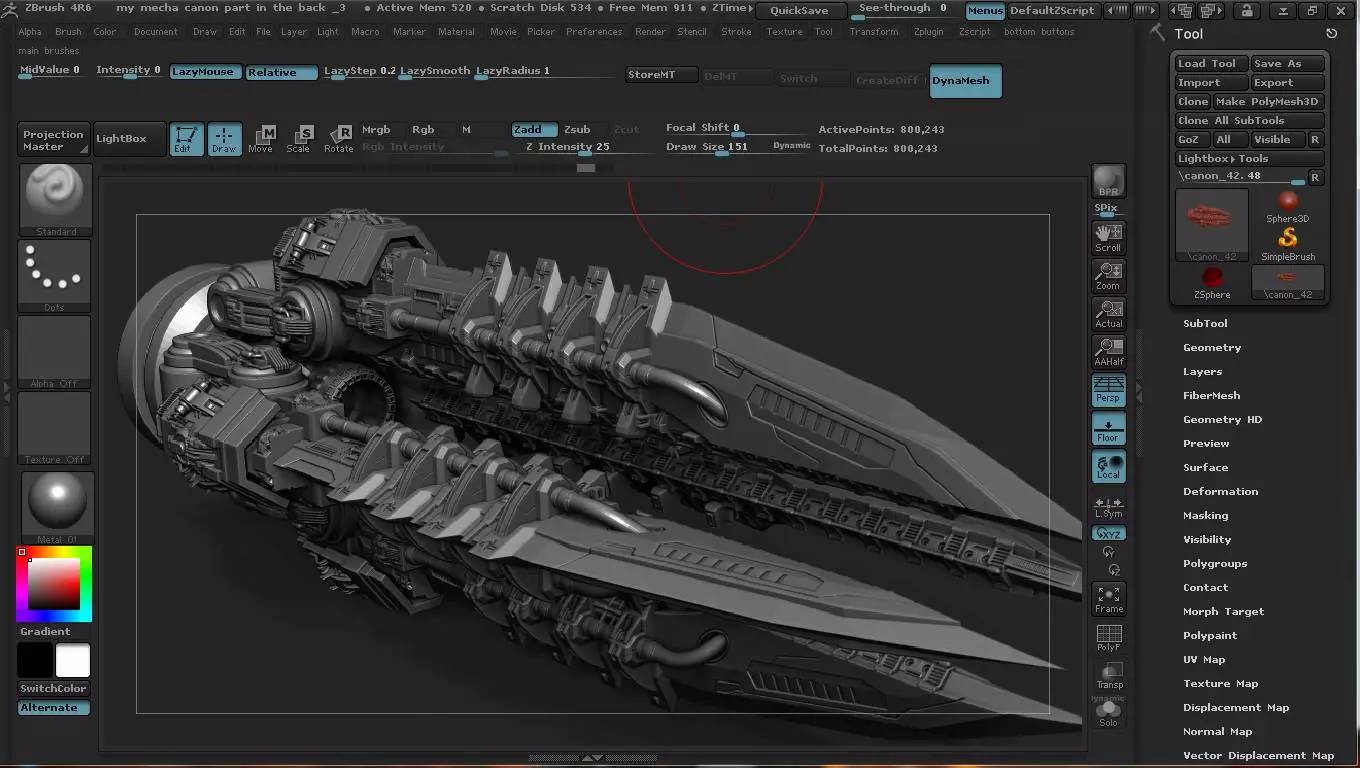 ZBrush 4R6 my mecha canon part in the back _3 • Active Mem 520 • Scratch Disk 534 • Free Mem 911 • ZTime▸ QuickSave See-through 0 Menus DefaultZScript
Alpha Brush Color Document Draw Edit File Layer Light Macro Marker Material Movie Picker Preferences Render Stencil Stroke Texture Tool Transform Zplugin Zscript bottom buttons
main brushes
MidValue 0 Intensity 0 LazyMouse Relative LazyStep 0.2 LazySmooth LazyRadius 1 StoreMT DelMT Switch CreateDiff DynaMesh
Projection Master
LightBox
Edit Draw Move Scale Rotate
M S R
Mrgb Rgb M Zadd Zsub Zcut
Rgb Intensity Z Intensity 25
Focal Shift 0
Draw Size 151 Dynamic
ActivePoints: 800,243
TotalPoints: 800,243
Standard
Dots
Alpha Off
Texture Off
Metal 01
Gradient
SwitchColor
Alternate
BPR
SPix
Scroll
Zoom
Actual
AAHalf
Persp
Floor
Local
L.Sym
XYZ
Y
Z
Frame
PolyF
Transp
Dynamic
Solo
Tool
Load Tool Save As
Import Export
Clone Make PolyMesh3D
Clone All SubTools
GoZ All Visible R
Lightbox▸Tools
\canon_42. 48 R
\canon_42
Sphere3D
SimpleBrush
ZSphere
\canon_42
SubTool
Geometry
Layers
FiberMesh
Geometry HD
Preview
Surface
Deformation
Masking
Visibility
Polygroups
Contact
Morph Target
Polypaint
UV Map
Texture Map
Displacement Map
Normal Map
Vector Displacement Map